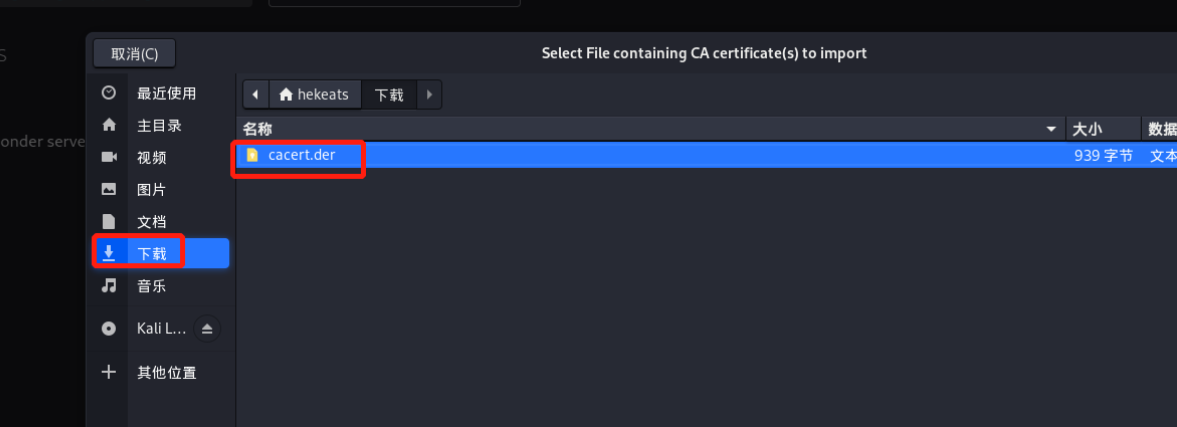 S
取消(C)
Select File containing CA certificate(s) to import
最近使用
hekeats
下载
主目录
名称
大小
数据
onder serve
视频
cacert.der
939 字节
文本
图片
文档
下载
音乐
Kali L...
其他位置